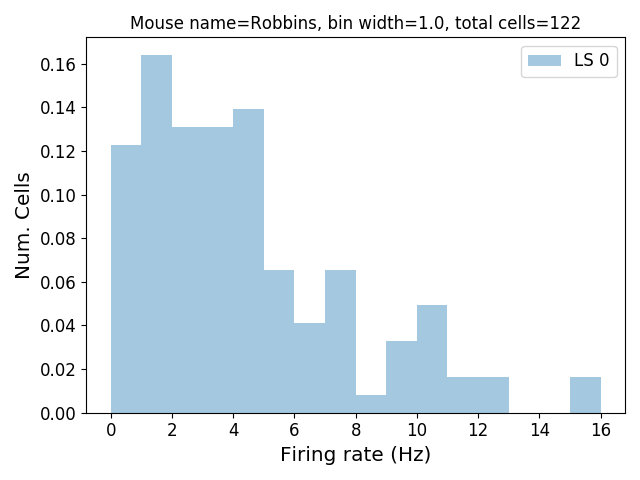 Mouse name=Robbins, bin width=1.0, total cells=122
LS 0
0.16
0.14
0.12
0.10
0.08
0.06
0.04
0.02
0.00
Num. Cells
0 2 4 6 8 10 12 14 16
Firing rate (Hz)